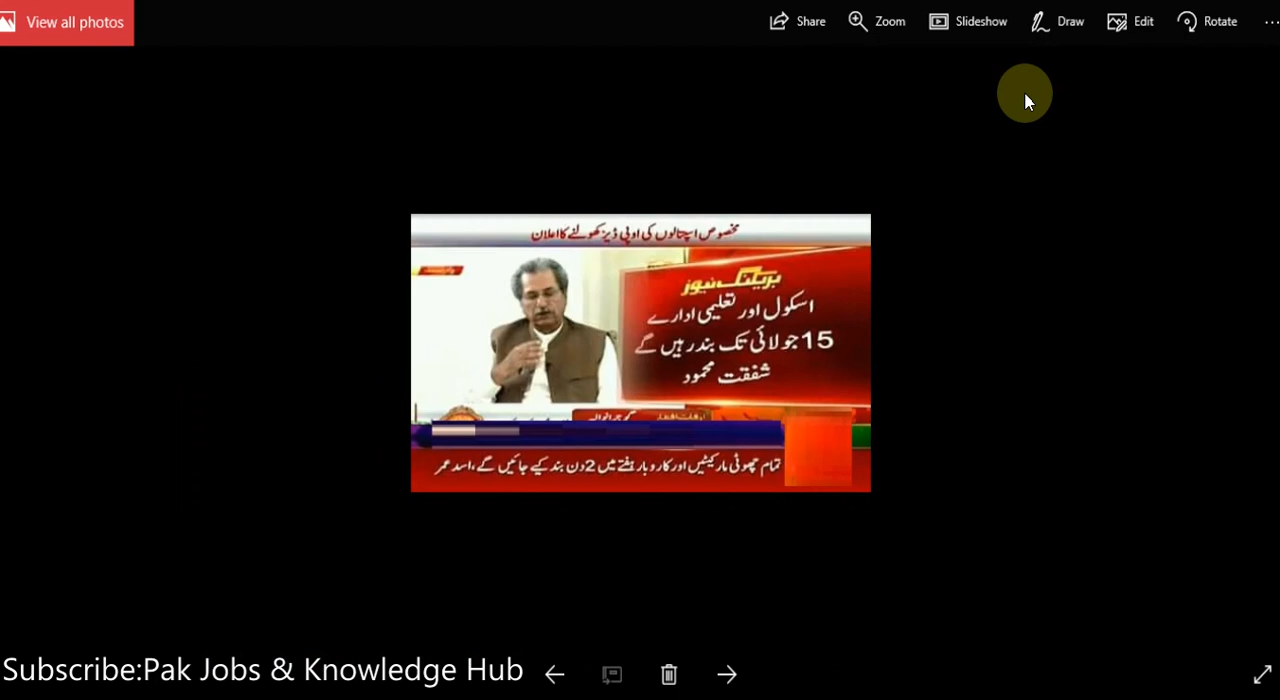 View all photos
Share
Zoom
Slideshow
Draw
Edit
Rotate
مخصوص اسپتالوں کی او پی ڈیز کھولنے کا اعلان
بریکنگ نیوز
اسکول اور تعلیمی ادارے
15 جولائی تک بند رہیں گے
شفقت محمود
گوجرانوالہ
تمام چھوٹی مارکیٹیں اور کاروبار ہفتے میں 2 دن بند کیے جائیں گے، اسد عمر
Subscribe:Pak Jobs & Knowledge Hub